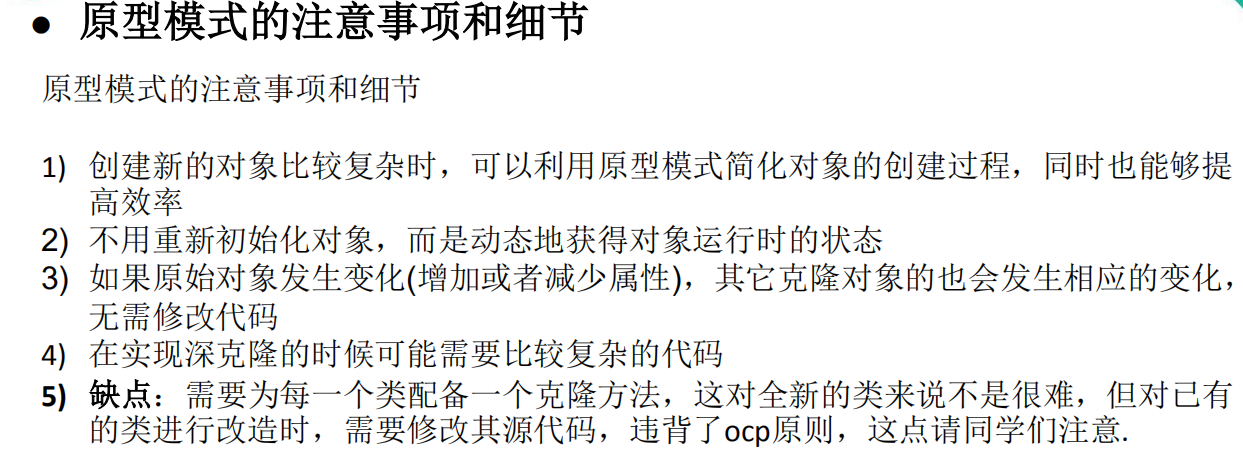 ● 原型模式的注意事项和细节
原型模式的注意事项和细节
1) 创建新的对象比较复杂时，可以利用原型模式简化对象的创建过程，同时也能够提
高效率
2) 不用重新初始化对象，而是动态地获得对象运行时的状态
3) 如果原始对象发生变化(增加或者减少属性)，其它克隆对象的也会发生相应的变化，
无需修改代码
4) 在实现深克隆的时候可能需要比较复杂的代码
5) 缺点：需要为每一个类配备一个克隆方法，这对全新的类来说不是很难，但对已有
的类进行改造时，需要修改其源代码，违背了ocp原则，这点请同学们注意.